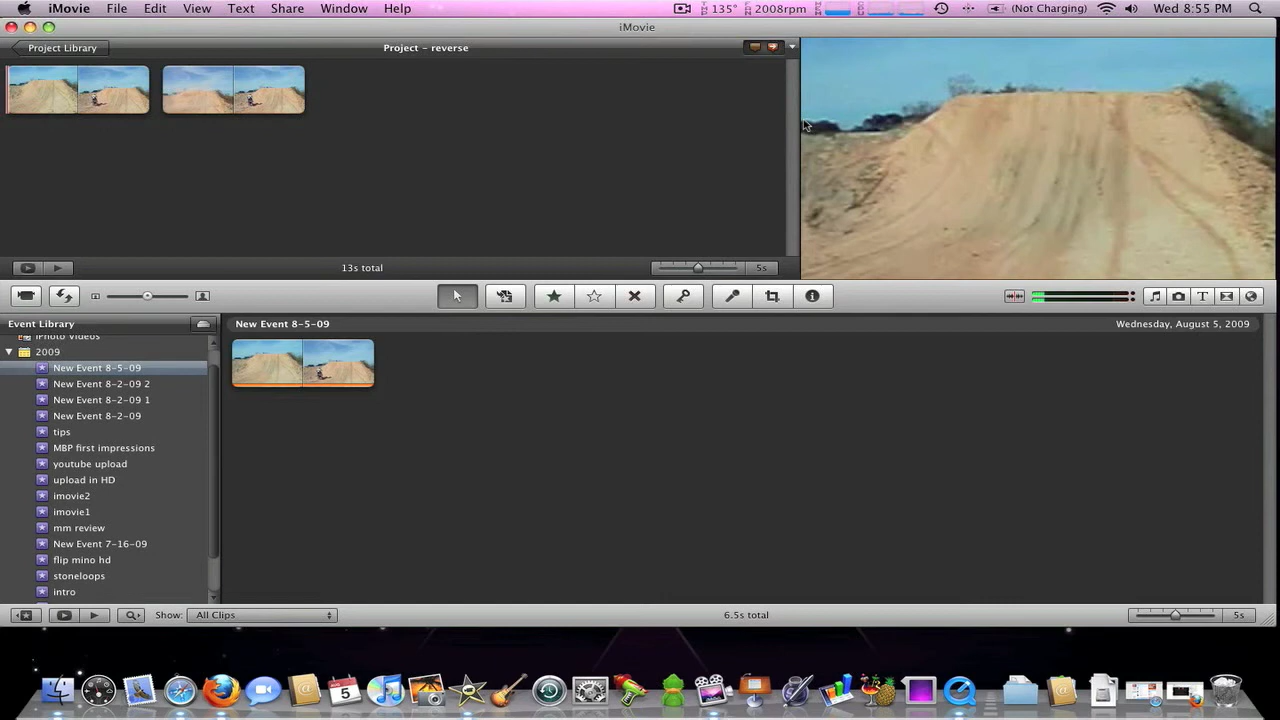 iMovie File Edit View Text Share Window Help 135° 2008rpm (Not Charging) Wed 8:55 PM
iMovie
Project Library Project - reverse
13s total 5s
Event Library New Event 8-5-09 Wednesday, August 5, 2009
iPhoto Videos
2009
New Event 8-5-09
New Event 8-2-09 2
New Event 8-2-09 1
New Event 8-2-09
tips
MBP first impressions
youtube upload
upload in HD
imovie2
imovie1
mm review
New Event 7-16-09
flip mino hd
stoneloops
intro
Show: All Clips 6.5s total 5s
5